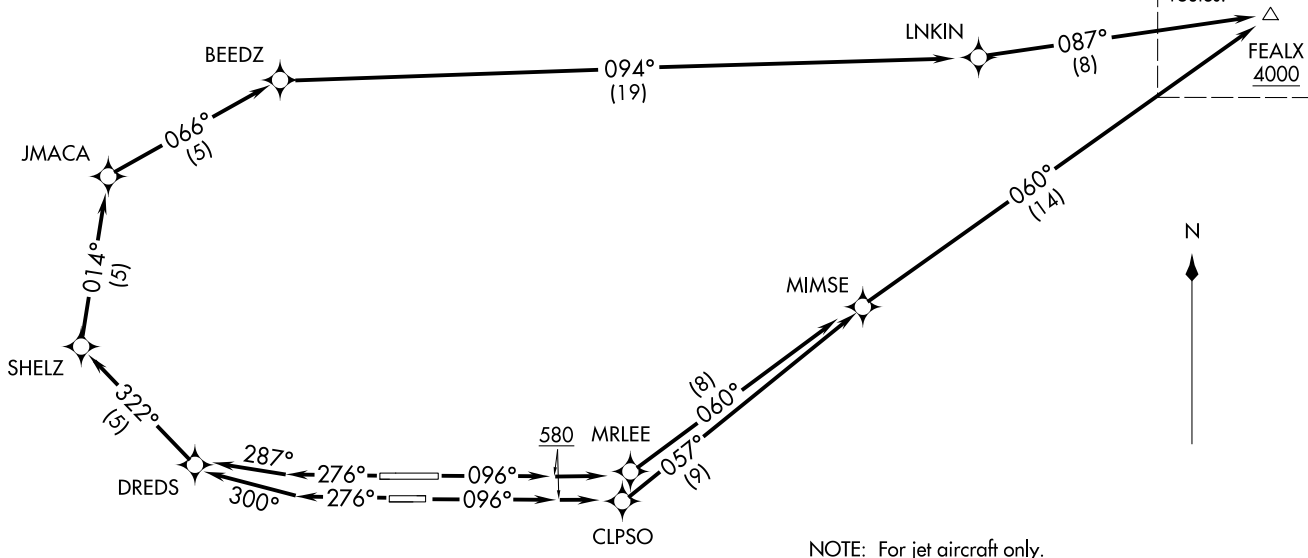 routes.
LNKIN
BEEDZ
087°
(8)
FEALX
4000
094°
(19)
066°
(5)
JMACA
060°
(14)
N
014°
(5)
MIMSE
SHELZ
322°
(5)
(8)
060°
580
MRLEE
057°
(9)
287°
276°
096°
DREDS
300°
276°
096°
CLPSO
NOTE: For jet aircraft only.